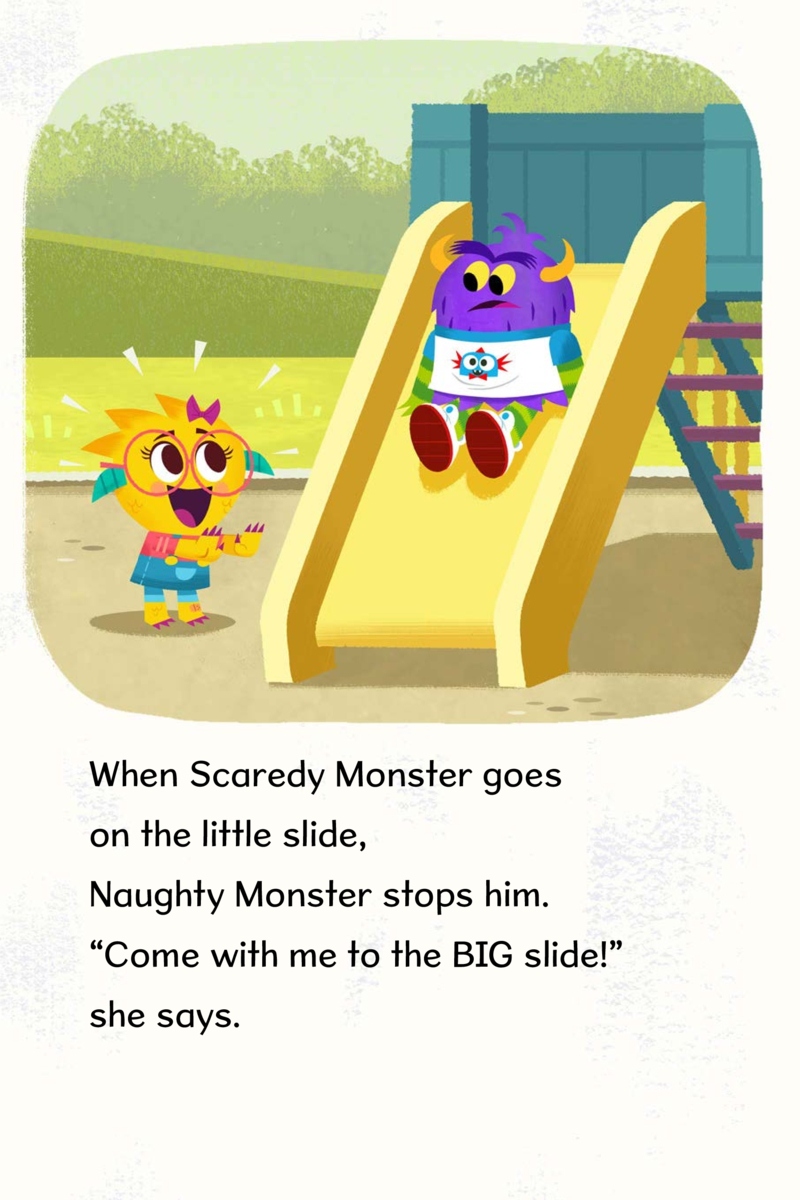 When Scaredy Monster goes
on the little slide,
Naughty Monster stops him.
“Come with me to the BIG slide!”
she says.